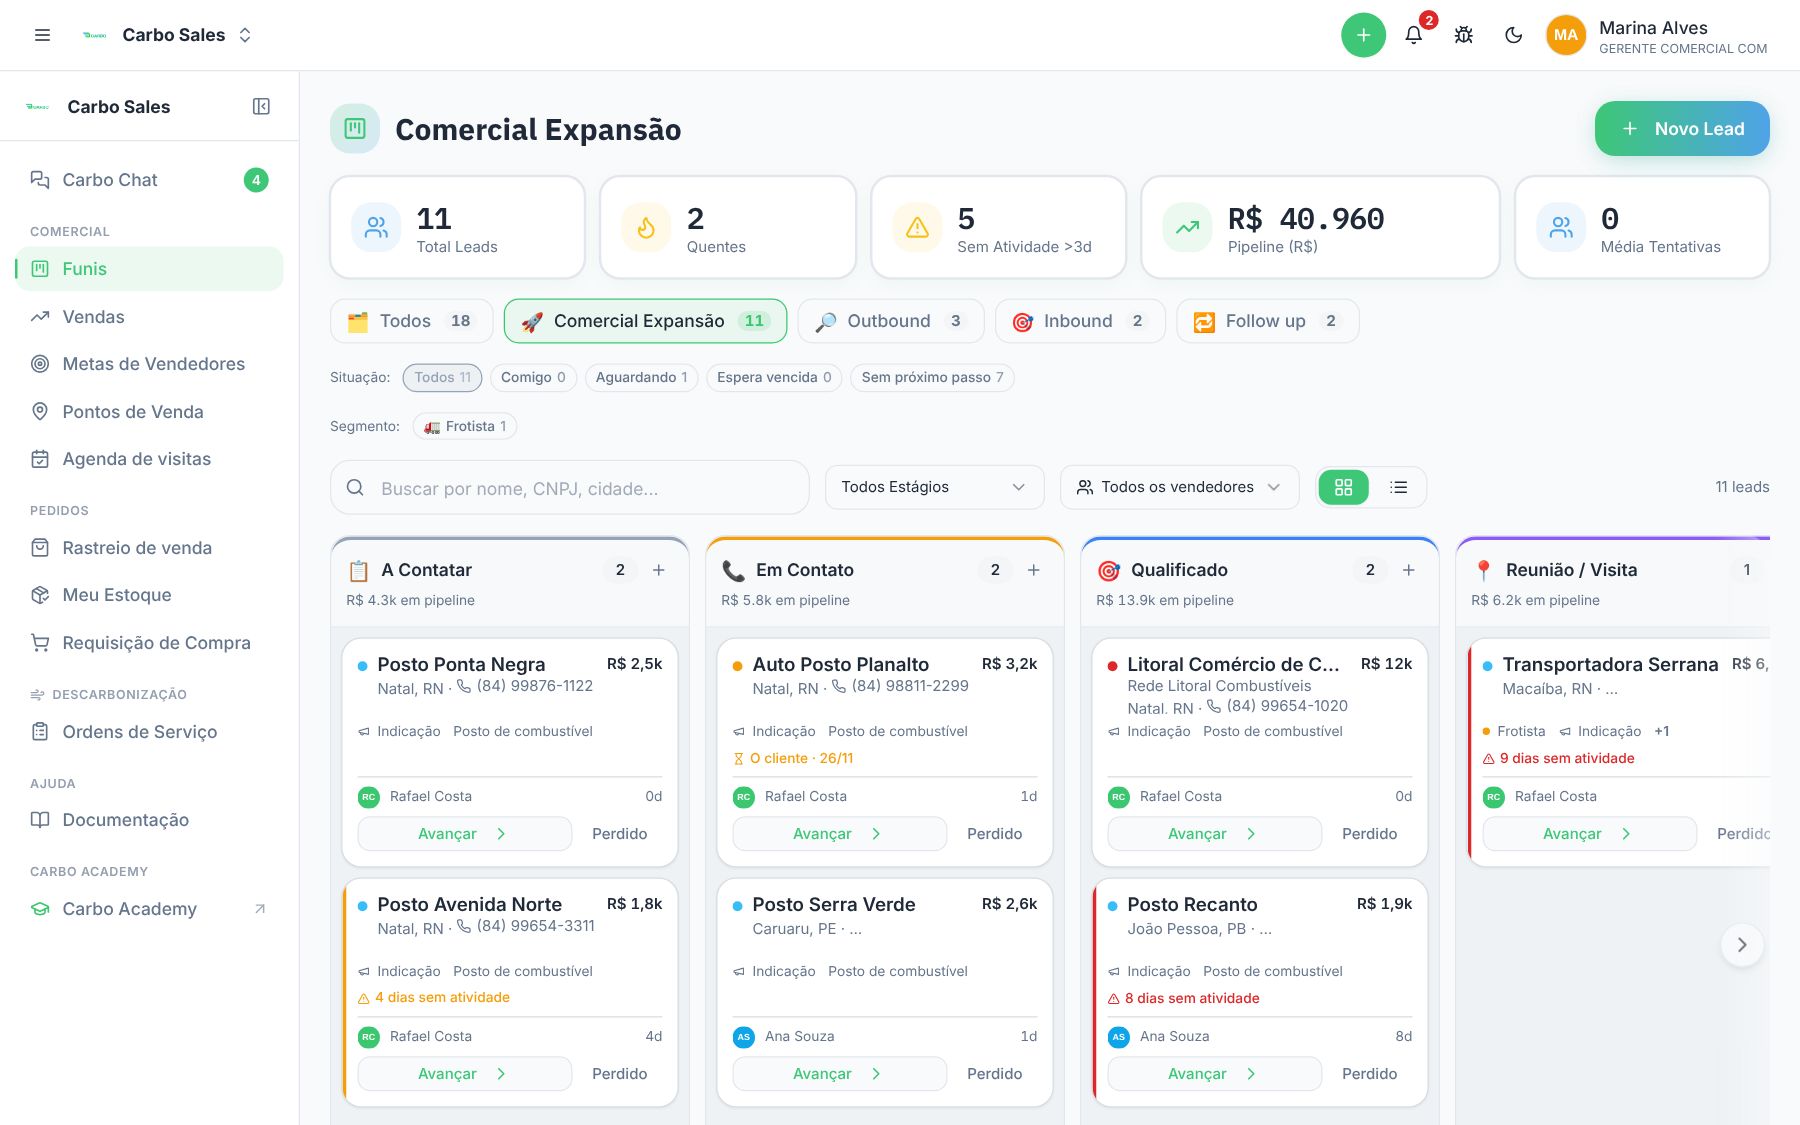 Carbo Sales
2
MA
Marina Alves
GERENTE COMERCIAL COM
Carbo Sales
Carbo Chat 4
COMERCIAL
Funis
Vendas
Metas de Vendedores
Pontos de Venda
Agenda de visitas
PEDIDOS
Rastreio de venda
Meu Estoque
Requisição de Compra
DESCARBONIZAÇÃO
Ordens de Serviço
AJUDA
Documentação
CARBO ACADEMY
Carbo Academy
Comercial Expansão
Novo Lead
11
Total Leads
2
Quentes
5
Sem Atividade >3d
R$ 40.960
Pipeline (R$)
0
Média Tentativas
Todos 18
Comercial Expansão 11
Outbound 3
Inbound 2
Follow up 2
Situação: Todos 11 Comigo 0 Aguardando 1 Espera vencida 0 Sem próximo passo 7
Segmento: Frotista 1
Buscar por nome, CNPJ, cidade...
Todos Estágios
Todos os vendedores
11 leads
A Contatar 2 +
R$ 4.3k em pipeline
Posto Ponta Negra R$ 2,5k
Natal, RN · (84) 99876-1122
Indicação Posto de combustível
RC Rafael Costa 0d
Avançar Perdido
Posto Avenida Norte R$ 1,8k
Natal, RN · (84) 99654-3311
Indicação Posto de combustível
4 dias sem atividade
RC Rafael Costa 4d
Avançar Perdido
Em Contato 2 +
R$ 5.8k em pipeline
Auto Posto Planalto R$ 3,2k
Natal, RN · (84) 98811-2299
Indicação Posto de combustível
O cliente · 26/11
RC Rafael Costa 1d
Avançar Perdido
Posto Serra Verde R$ 2,6k
Caruaru, PE · ...
Indicação Posto de combustível
AS Ana Souza 1d
Avançar Perdido
Qualificado 2 +
R$ 13.9k em pipeline
Litoral Comércio de C... R$ 12k
Rede Litoral Combustíveis
Natal, RN · (84) 99654-1020
Indicação Posto de combustível
RC Rafael Costa 0d
Avançar Perdido
Posto Recanto R$ 1,9k
João Pessoa, PB · ...
Indicação Posto de combustível
8 dias sem atividade
AS Ana Souza 8d
Avançar Perdido
Reunião / Visita 1
R$ 6.2k em pipeline
Transportadora Serrana R$ 6,
Macaíba, RN · ...
Frotista Indicação +1
9 dias sem atividade
RC Rafael Costa
Avançar Perdido